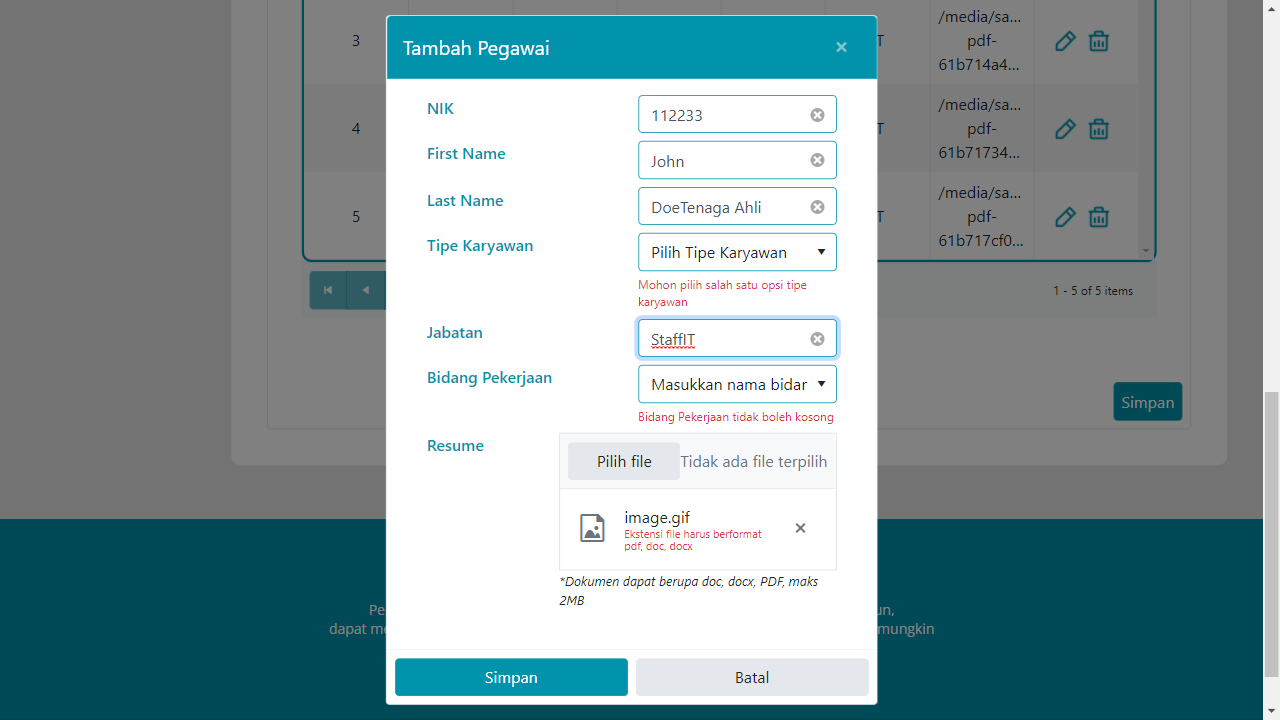 Tambah Pegawai
×
NIK
112233
First Name
John
Last Name
DoeTenaga Ahli
Tipe Karyawan
Pilih Tipe Karyawan
Mohon pilih salah satu opsi tipe
karyawan
Jabatan
StaffIT
Bidang Pekerjaan
Masukkan nama bidar
Bidang Pekerjaan tidak boleh kosong
Resume
Pilih file
Tidak ada file terpilih
image.gif
Ekstensi file harus berformat
pdf, doc, docx
*Dokumen dapat berupa doc, docx, PDF, maks
2MB
Simpan
Batal
3
T
/media/sa...
pdf-
61b714a4...
4
T
/media/sa...
pdf-
61b71734...
5
T
/media/sa...
pdf-
61b717cf0...
1 - 5 of 5 items
Simpan
Pe
un,
dapat me
mungkin